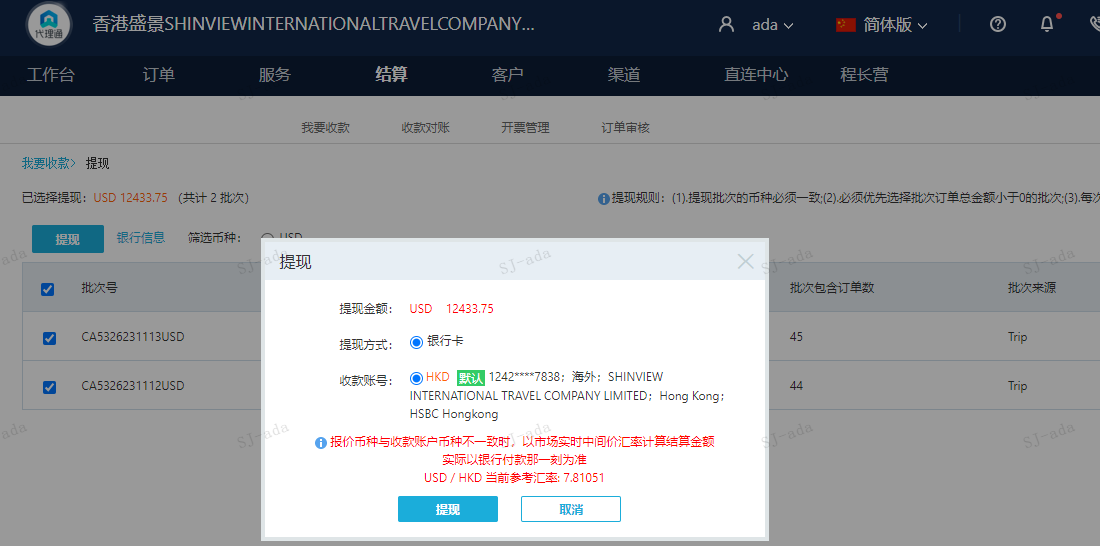 代理通
香港盛景SHINVIEWINTERNATIONALTRAVELCOMPANY...
ada
简体版
工作台
订单
服务
结算
客户
渠道
直连中心
程长营
我要收款
收款对账
开票管理
订单审核
我要收款> 提现
已选择提现：USD 12433.75 (共计 2 批次)
提现规则：(1).提现批次的币种必须一致;(2).必须优先选择批次订单总金额小于0的批次;(3).每次
提现
银行信息
筛选币种：
USD
批次号
批次包含订单数
批次来源
CA5326231113USD
45
Trip
CA5326231112USD
44
Trip
提现
提现金额： USD 12433.75
提现方式： 银行卡
收款账号： HKD 默认 1242****7838；海外；SHINVIEW
INTERNATIONAL TRAVEL COMPANY LIMITED；Hong Kong；
HSBC Hongkong
报价币种与收款账户币种不一致时，以市场实时中间价汇率计算结算金额
实际以银行付款那一刻为准
USD / HKD 当前参考汇率: 7.81051
提现
取消
SJ-ada